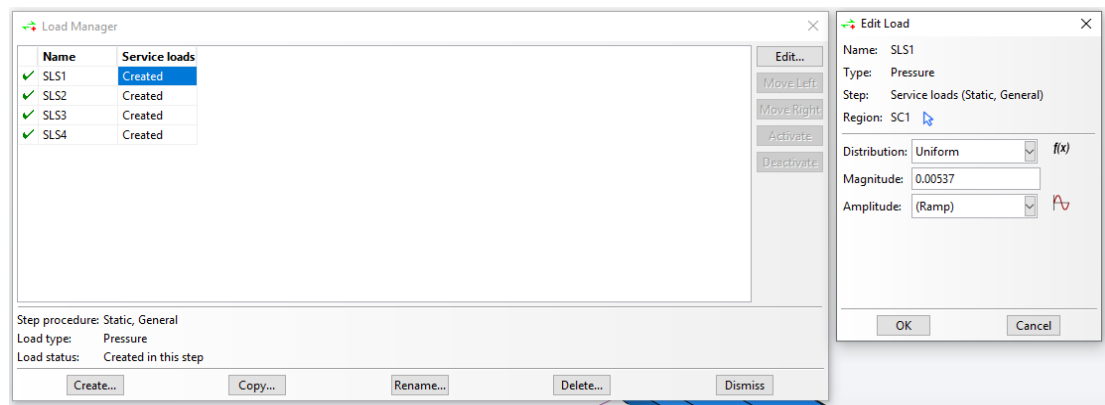 Load Manager
Name Service loads
SLS1 Created
SLS2 Created
SLS3 Created
SLS4 Created
Edit...
Move Left
Move Right
Activate
Deactivate
Step procedure: Static, General
Load type: Pressure
Load status: Created in this step
Create... Copy... Rename... Delete... Dismiss
Edit Load
Name: SLS1
Type: Pressure
Step: Service loads (Static, General)
Region: SC1
Distribution: Uniform f(x)
Magnitude: 0.00537
Amplitude: (Ramp)
OK Cancel